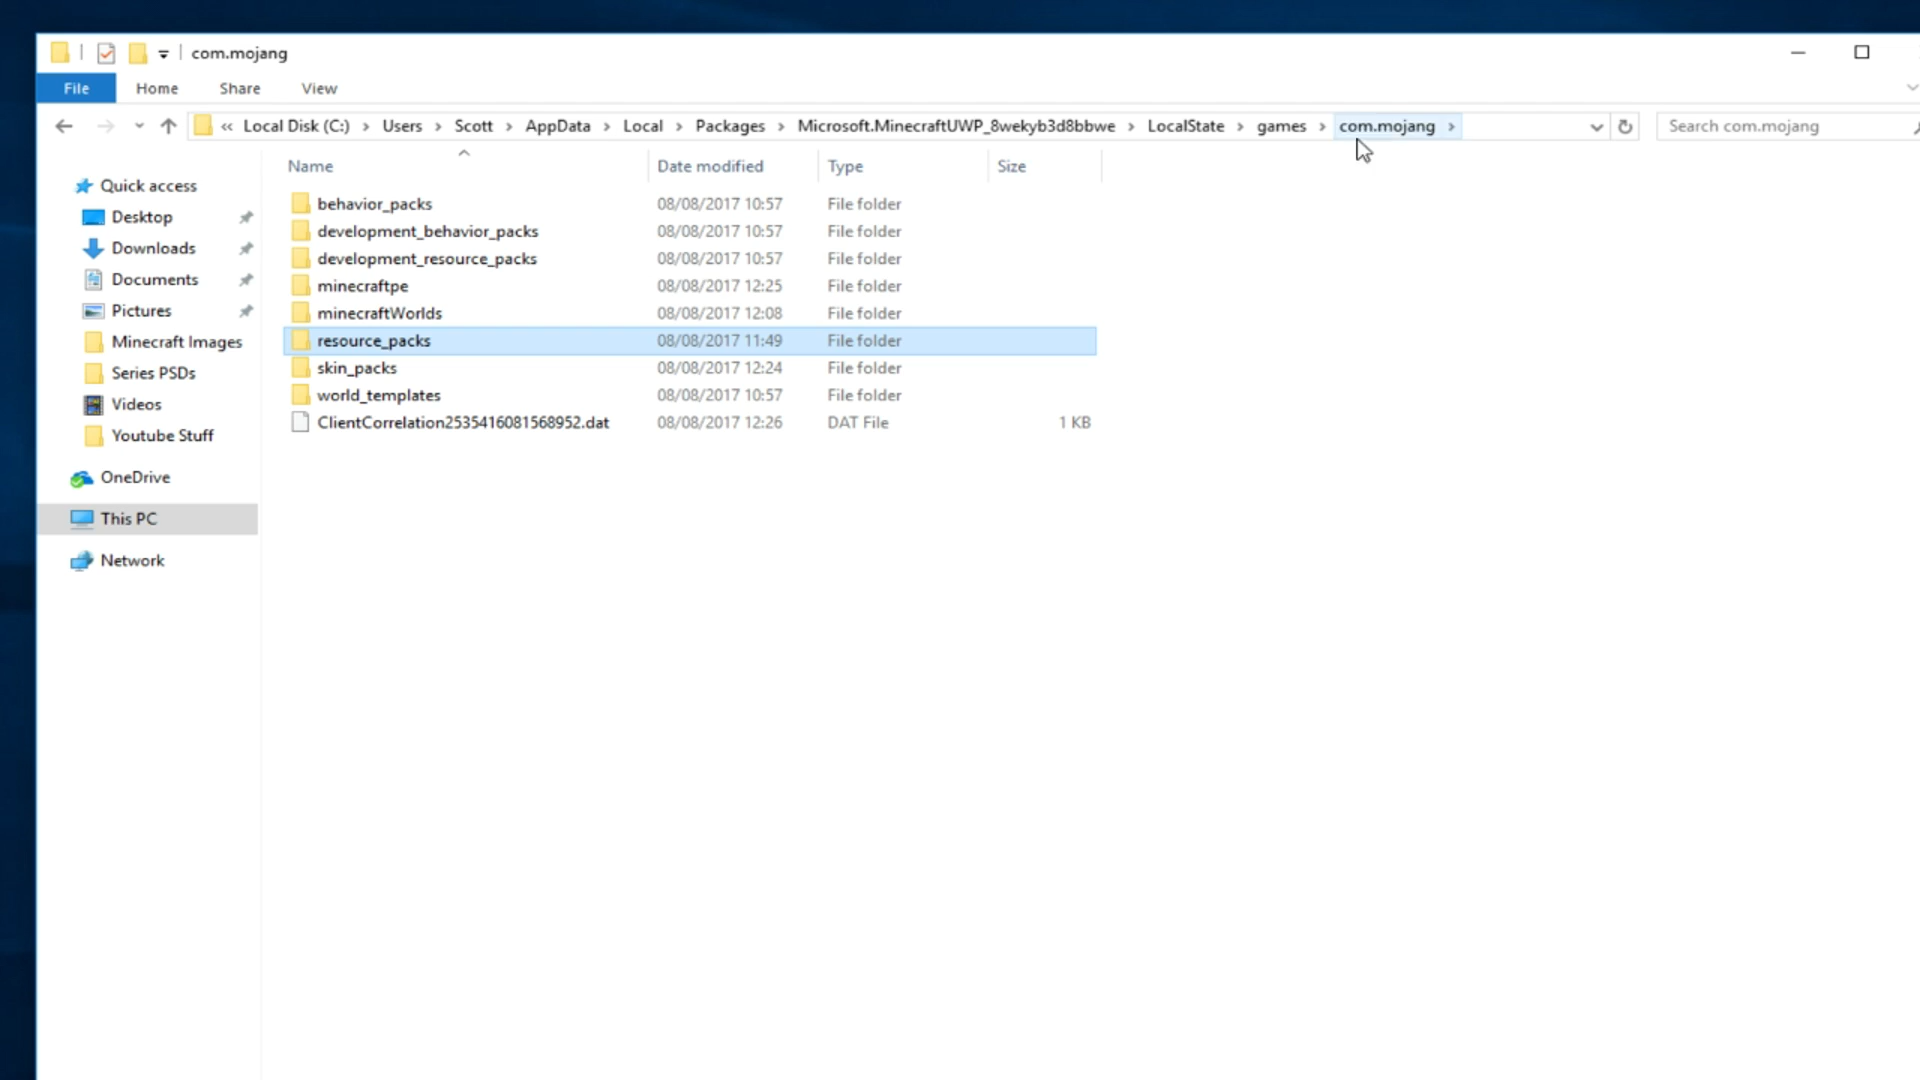 com.mojang
File Home Share View
« Local Disk (C:) › Users › Scott › AppData › Local › Packages › Microsoft.MinecraftUWP_8wekyb3d8bbwe › LocalState › games › com.mojang › Search com.mojang
Name Date modified Type Size
Quick access
Desktop
Downloads
Documents
Pictures
Minecraft Images
Series PSDs
Videos
Youtube Stuff
OneDrive
This PC
Network
behavior_packs 08/08/2017 10:57 File folder
development_behavior_packs 08/08/2017 10:57 File folder
development_resource_packs 08/08/2017 10:57 File folder
minecraftpe 08/08/2017 12:25 File folder
minecraftWorlds 08/08/2017 12:08 File folder
resource_packs 08/08/2017 11:49 File folder
skin_packs 08/08/2017 12:24 File folder
world_templates 08/08/2017 10:57 File folder
ClientCorrelation2535416081568952.dat 08/08/2017 12:26 DAT File 1 KB